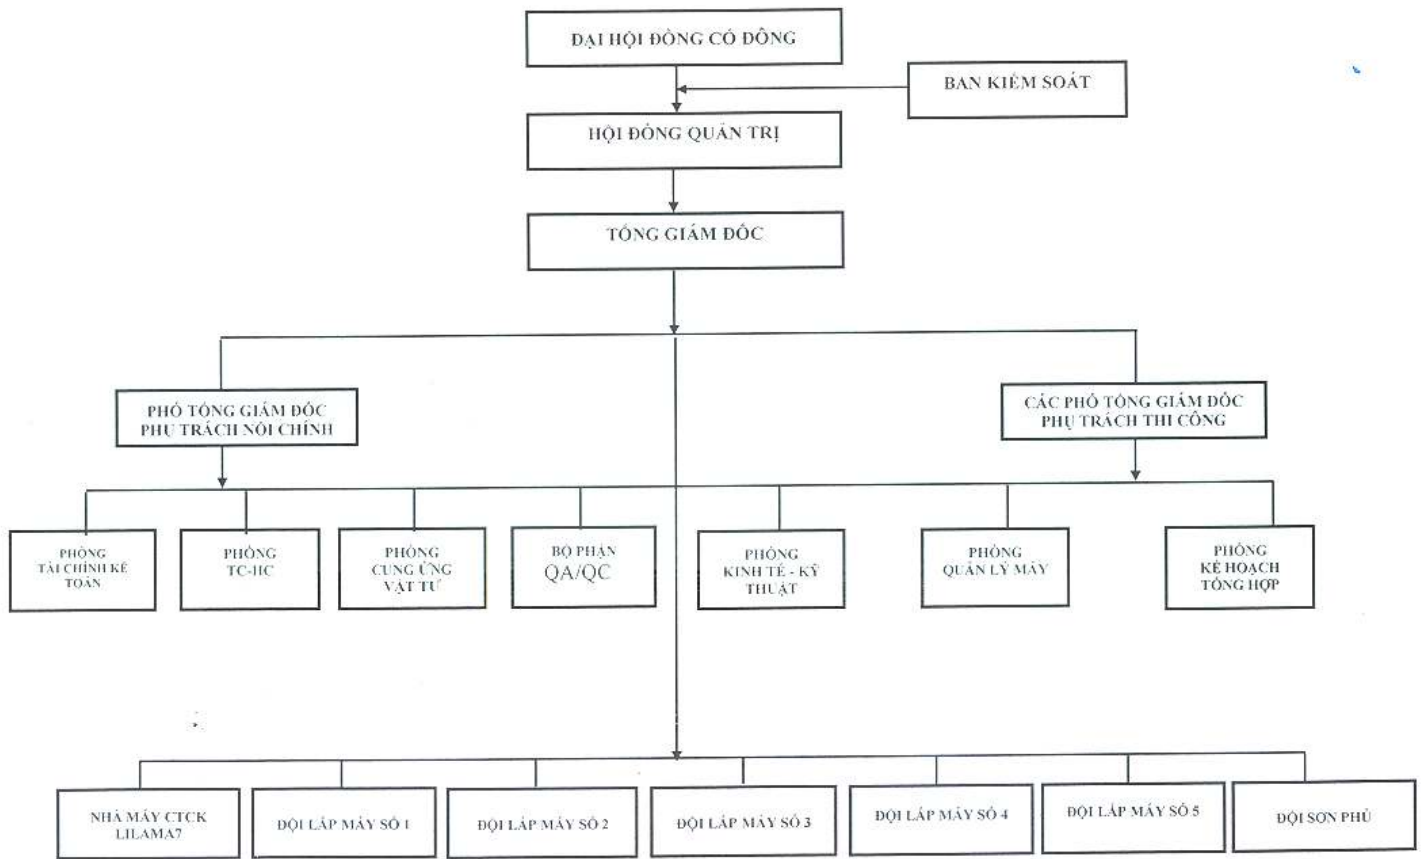 ĐẠI HỘI ĐỒNG CỔ ĐÔNG
BAN KIỂM SOÁT
HỘI ĐỒNG QUẢN TRỊ
TỔNG GIÁM ĐỐC
PHÓ TỔNG GIÁM ĐỐC
PHỤ TRÁCH NỘI CHÍNH
CÁC PHÓ TỔNG GIÁM ĐỐC
PHỤ TRÁCH THI CÔNG
PHÒNG
TÀI CHÍNH KẾ
TOÁN
PHÒNG
TC-HC
PHÒNG
CUNG ỨNG
VẬT TƯ
BỘ PHẬN
QA/QC
PHÒNG
KINH TẾ - KỸ
THUẬT
PHÒNG
QUẢN LÝ MÁY
PHÒNG
KẾ HOẠCH
TỔNG HỢP
NHÀ MÁY CTCK
LILAMA7
ĐỘI LẮP MÁY SỐ 1
ĐỘI LẮP MÁY SỐ 2
ĐỘI LẮP MÁY SỐ 3
ĐỘI LẮP MÁY SỐ 4
ĐỘI LẮP MÁY SỐ 5
ĐỘI SƠN PHỦ